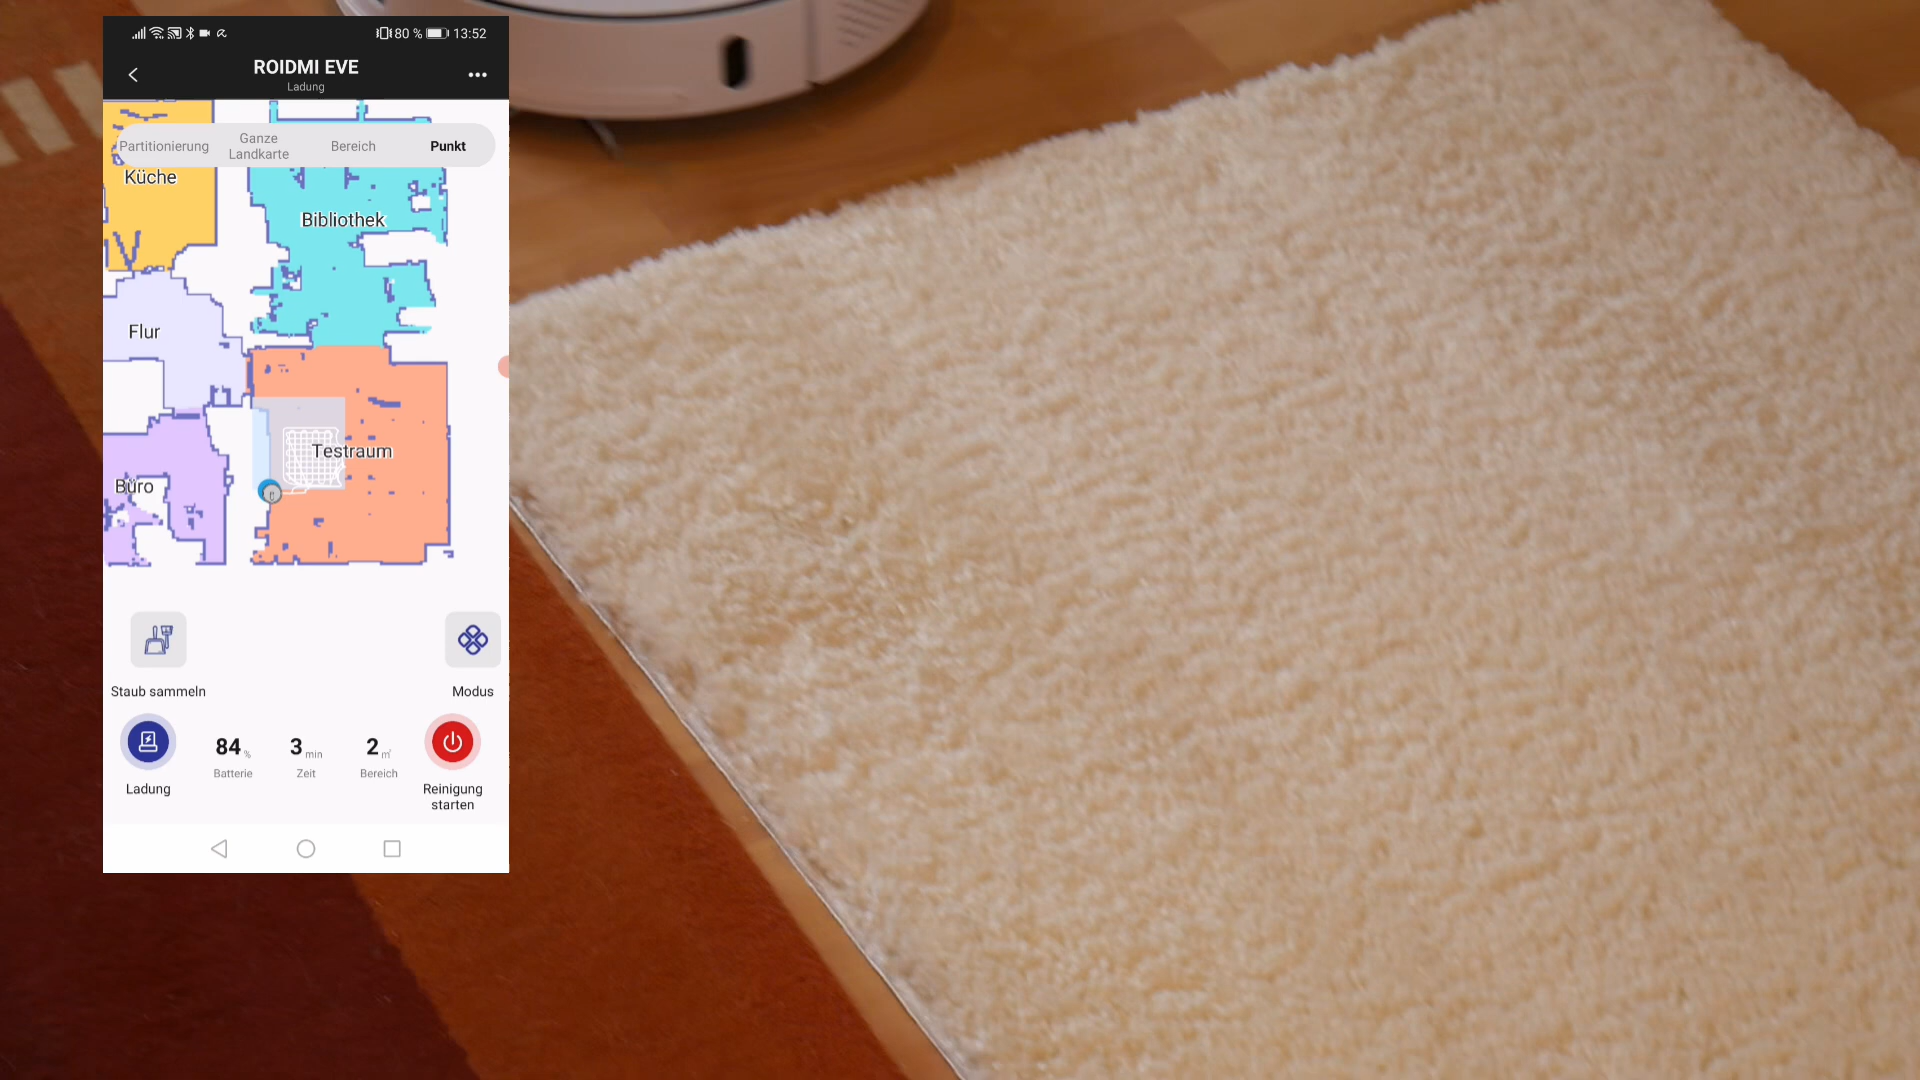 80 % 13:52
ROIDMI EVE
Ladung
Partitionierung
Ganze
Landkarte
Bereich
Punkt
Küche
Bibliothek
Flur
Testraum
Büro
Staub sammeln
Modus
84 %
Batterie
3 min
Zeit
2 ㎡
Bereich
Ladung
Reinigung
starten